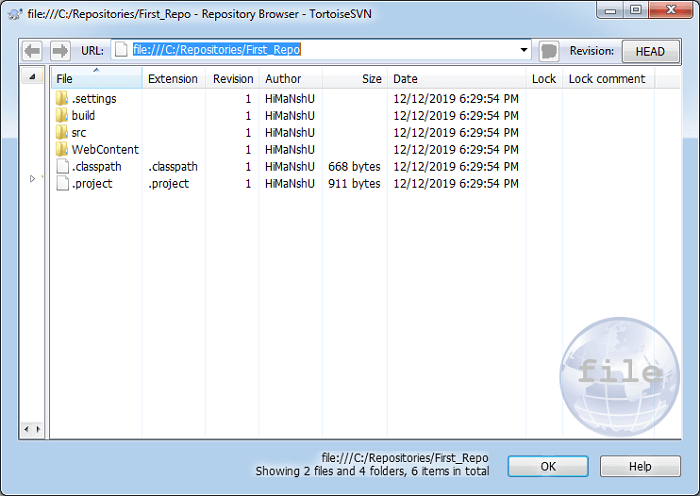 file:///C:/Repositories/First_Repo - Repository Browser - TortoiseSVN
URL: file:///C:/Repositories/First_Repo Revision: HEAD
File Extension Revision Author Size Date Lock Lock comment
.settings 1 HiMaNshU 12/12/2019 6:29:54 PM
build 1 HiMaNshU 12/12/2019 6:29:54 PM
src 1 HiMaNshU 12/12/2019 6:29:54 PM
WebContent 1 HiMaNshU 12/12/2019 6:29:54 PM
.classpath .classpath 1 HiMaNshU 668 bytes 12/12/2019 6:29:54 PM
.project .project 1 HiMaNshU 911 bytes 12/12/2019 6:29:54 PM
file
file:///C:/Repositories/First_Repo
Showing 2 files and 4 folders, 6 items in total
OK Help